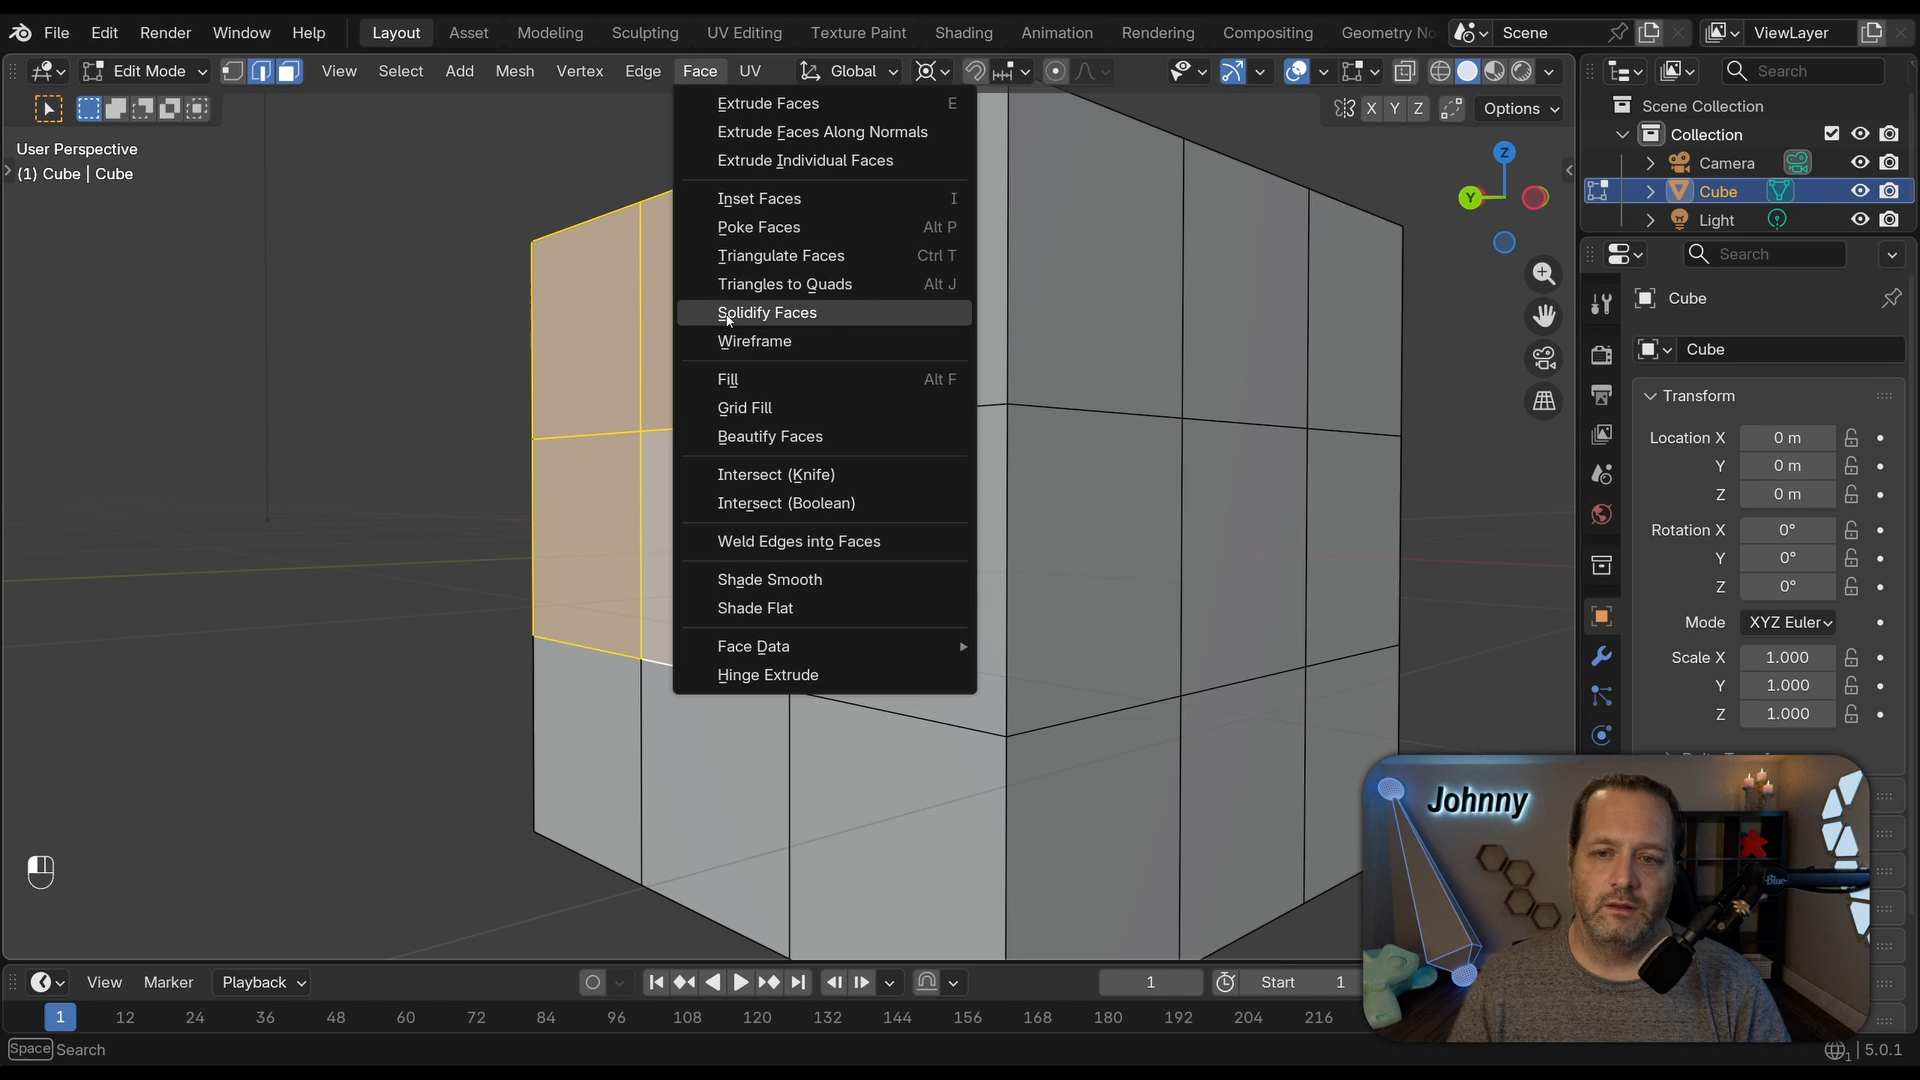 File Edit Render Window Help Layout Asset Modeling Sculpting UV Editing Texture Paint Shading Animation Rendering Compositing Geometry No Scene ViewLayer
Edit Mode View Select Add Mesh Vertex Edge Face UV Global Search
X Y Z Options
User Perspective
(1) Cube | Cube
Extrude Faces E
Extrude Faces Along Normals
Extrude Individual Faces
Inset Faces I
Poke Faces Alt P
Triangulate Faces Ctrl T
Triangles to Quads Alt J
Solidify Faces
Wireframe
Fill Alt F
Grid Fill
Beautify Faces
Intersect (Knife)
Intersect (Boolean)
Weld Edges into Faces
Shade Smooth
Shade Flat
Face Data
Hinge Extrude
Z
Y
Scene Collection
Collection
Camera
Cube
Light
Search
Cube
Cube
Transform
Location X 0 m
Y 0 m
Z 0 m
Rotation X 0°
Y 0°
Z 0°
Mode XYZ Euler
Scale X 1.000
Y 1.000
Z 1.000
Johnny
Blue
View Marker Playback 1 Start 1
1 12 24 36 48 60 72 84 96 108 120 132 144 156 168 180 192 204 216
Space Search
1 | 5.0.1